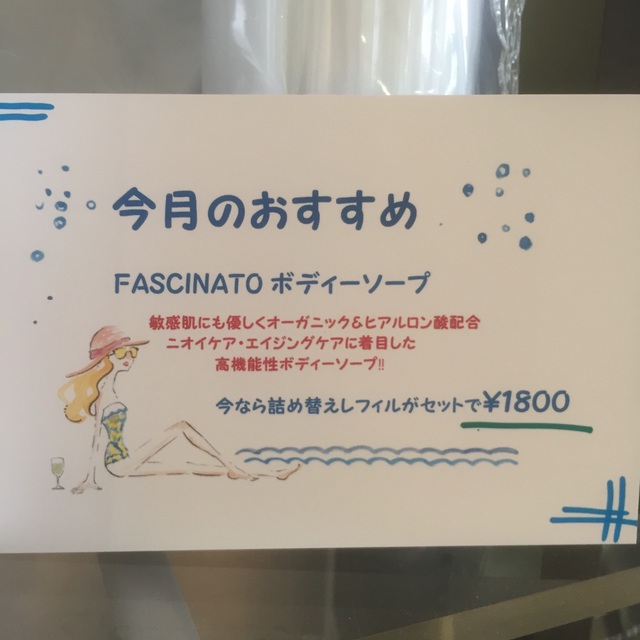 今月のおすすめ
FASCINATO ボディーソープ
敏感肌にも優しくオーガニック&ヒアルロン酸配合
ニオイケア・エイジングケアに着目した
高機能性ボディーソープ!!
今なら詰め替えしフィルがセットで¥1800